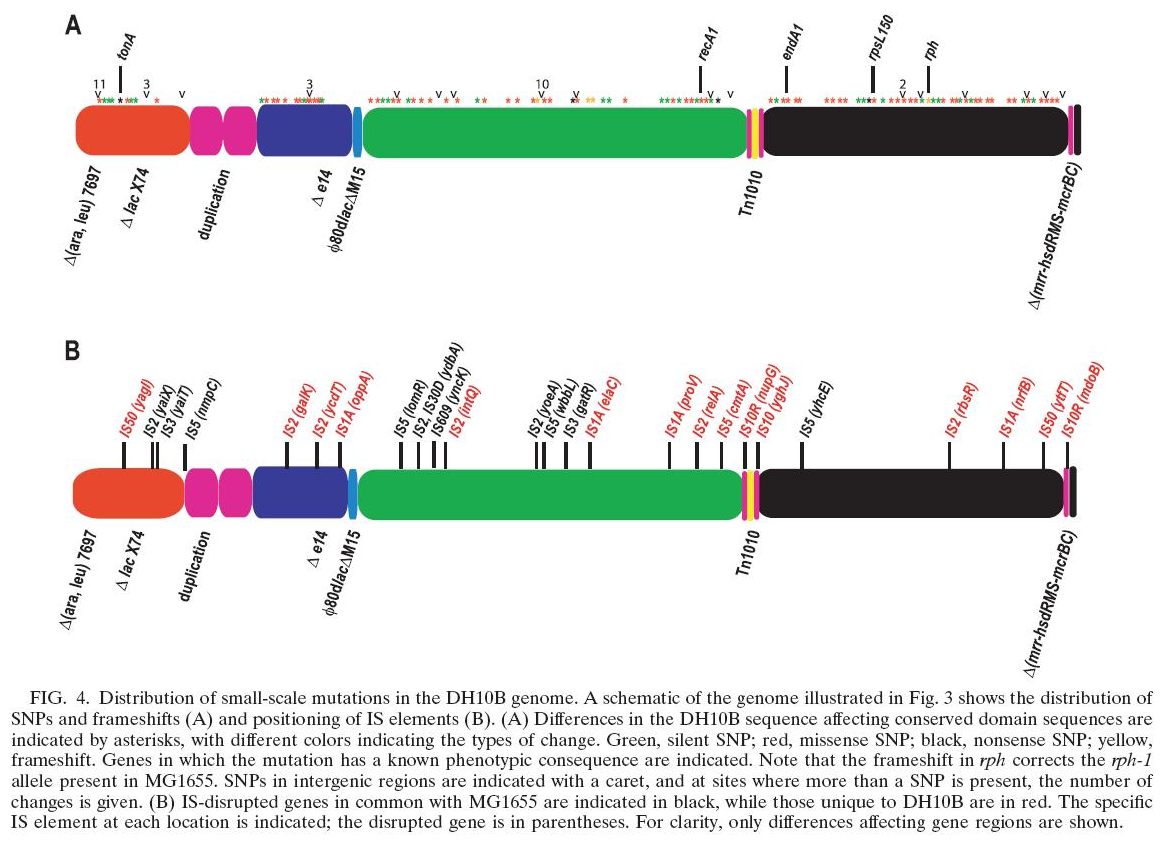 A
tonA
recA1
endA1
rpsL150
rph
11
3
3
10
2
Δ(ara, leu) 7697
Δ lac X74
duplication
Δ e14
ϕ80dlacΔM15
Tn1010
Δ(mrr-hsdRMS-mcrBC)
B
IS50 (yagI)
IS2 (yaiX)
IS3 (yaiT)
IS5 (nmpC)
IS2 (galK)
IS2 (ycdT)
IS1A (oppA)
IS5 (lomR)
IS2, IS30D (ydbA)
IS609 (yncK)
IS2 (intQ)
IS2 (yoeA)
IS5 (wbbL)
IS3 (gatR)
IS1A (elaC)
IS1A (proV)
IS2 (relA)
IS5 (cmtA)
IS10R (nupG)
IS10 (yghJ)
IS5 (yhcE)
IS2 (rbsR)
IS1A (nrfB)
IS50 (ytfT)
IS10R (mdoB)
Δ(ara, leu) 7697
Δ lac X74
duplication
Δ e14
ϕ80dlacΔM15
Tn1010
Δ(mrr-hsdRMS-mcrBC)
FIG. 4. Distribution of small-scale mutations in the DH10B genome. A schematic of the genome illustrated in Fig. 3 shows the distribution of
SNPs and frameshifts (A) and positioning of IS elements (B). (A) Differences in the DH10B sequence affecting conserved domain sequences are
indicated by asterisks, with different colors indicating the types of change. Green, silent SNP; red, missense SNP; black, nonsense SNP; yellow,
frameshift. Genes in which the mutation has a known phenotypic consequence are indicated. Note that the frameshift in rph corrects the rph-1
allele present in MG1655. SNPs in intergenic regions are indicated with a caret, and at sites where more than a SNP is present, the number of
changes is given. (B) IS-disrupted genes in common with MG1655 are indicated in black, while those unique to DH10B are in red. The specific
IS element at each location is indicated; the disrupted gene is in parentheses. For clarity, only differences affecting gene regions are shown.